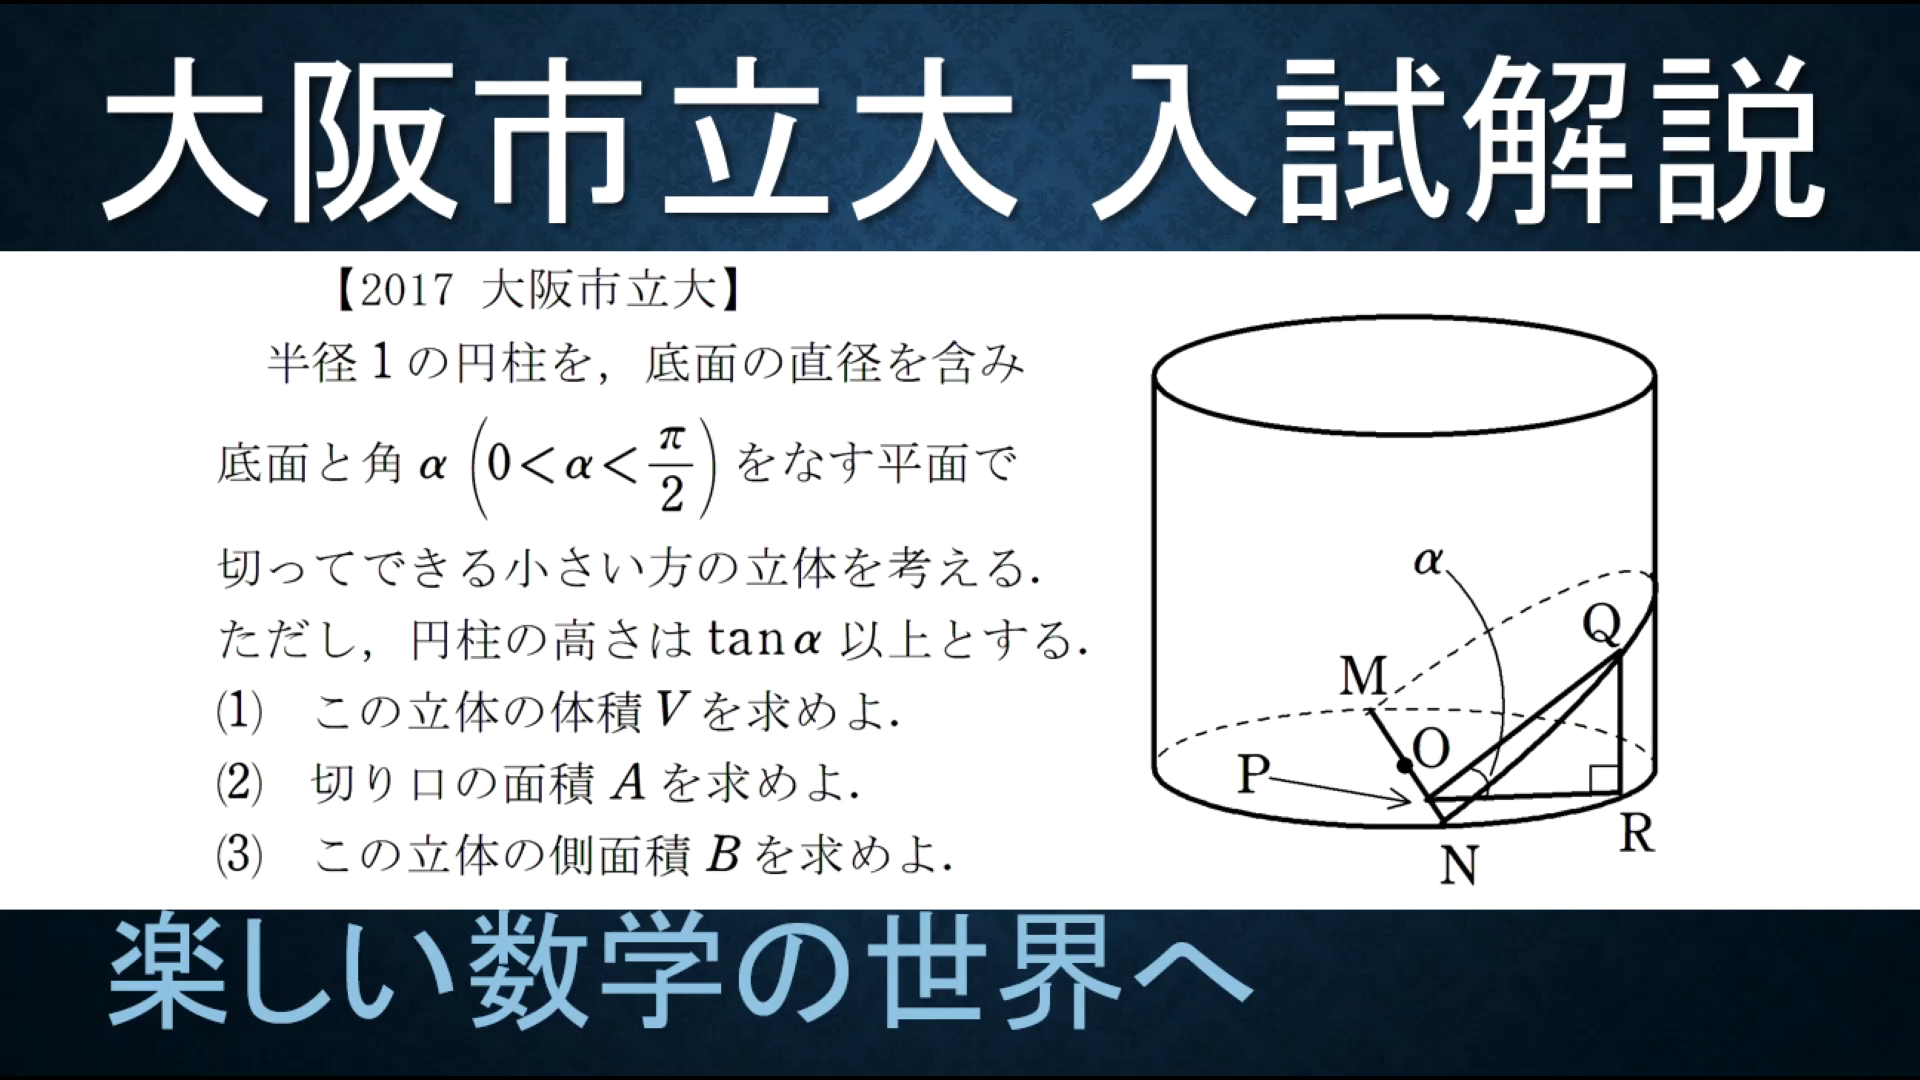 大阪市立大 入試解説
【2017 大阪市立大】
半径1の円柱を，底面の直径を含み
底面と角α(0<α<π/2)をなす平面で
切ってできる小さい方の立体を考える．
ただし，円柱の高さはtanα以上とする．
(1) この立体の体積Vを求めよ．
(2) 切り口の面積Aを求めよ．
(3) この立体の側面積Bを求めよ．
α
Q
M
O
P
R
N
楽しい数学の世界へ